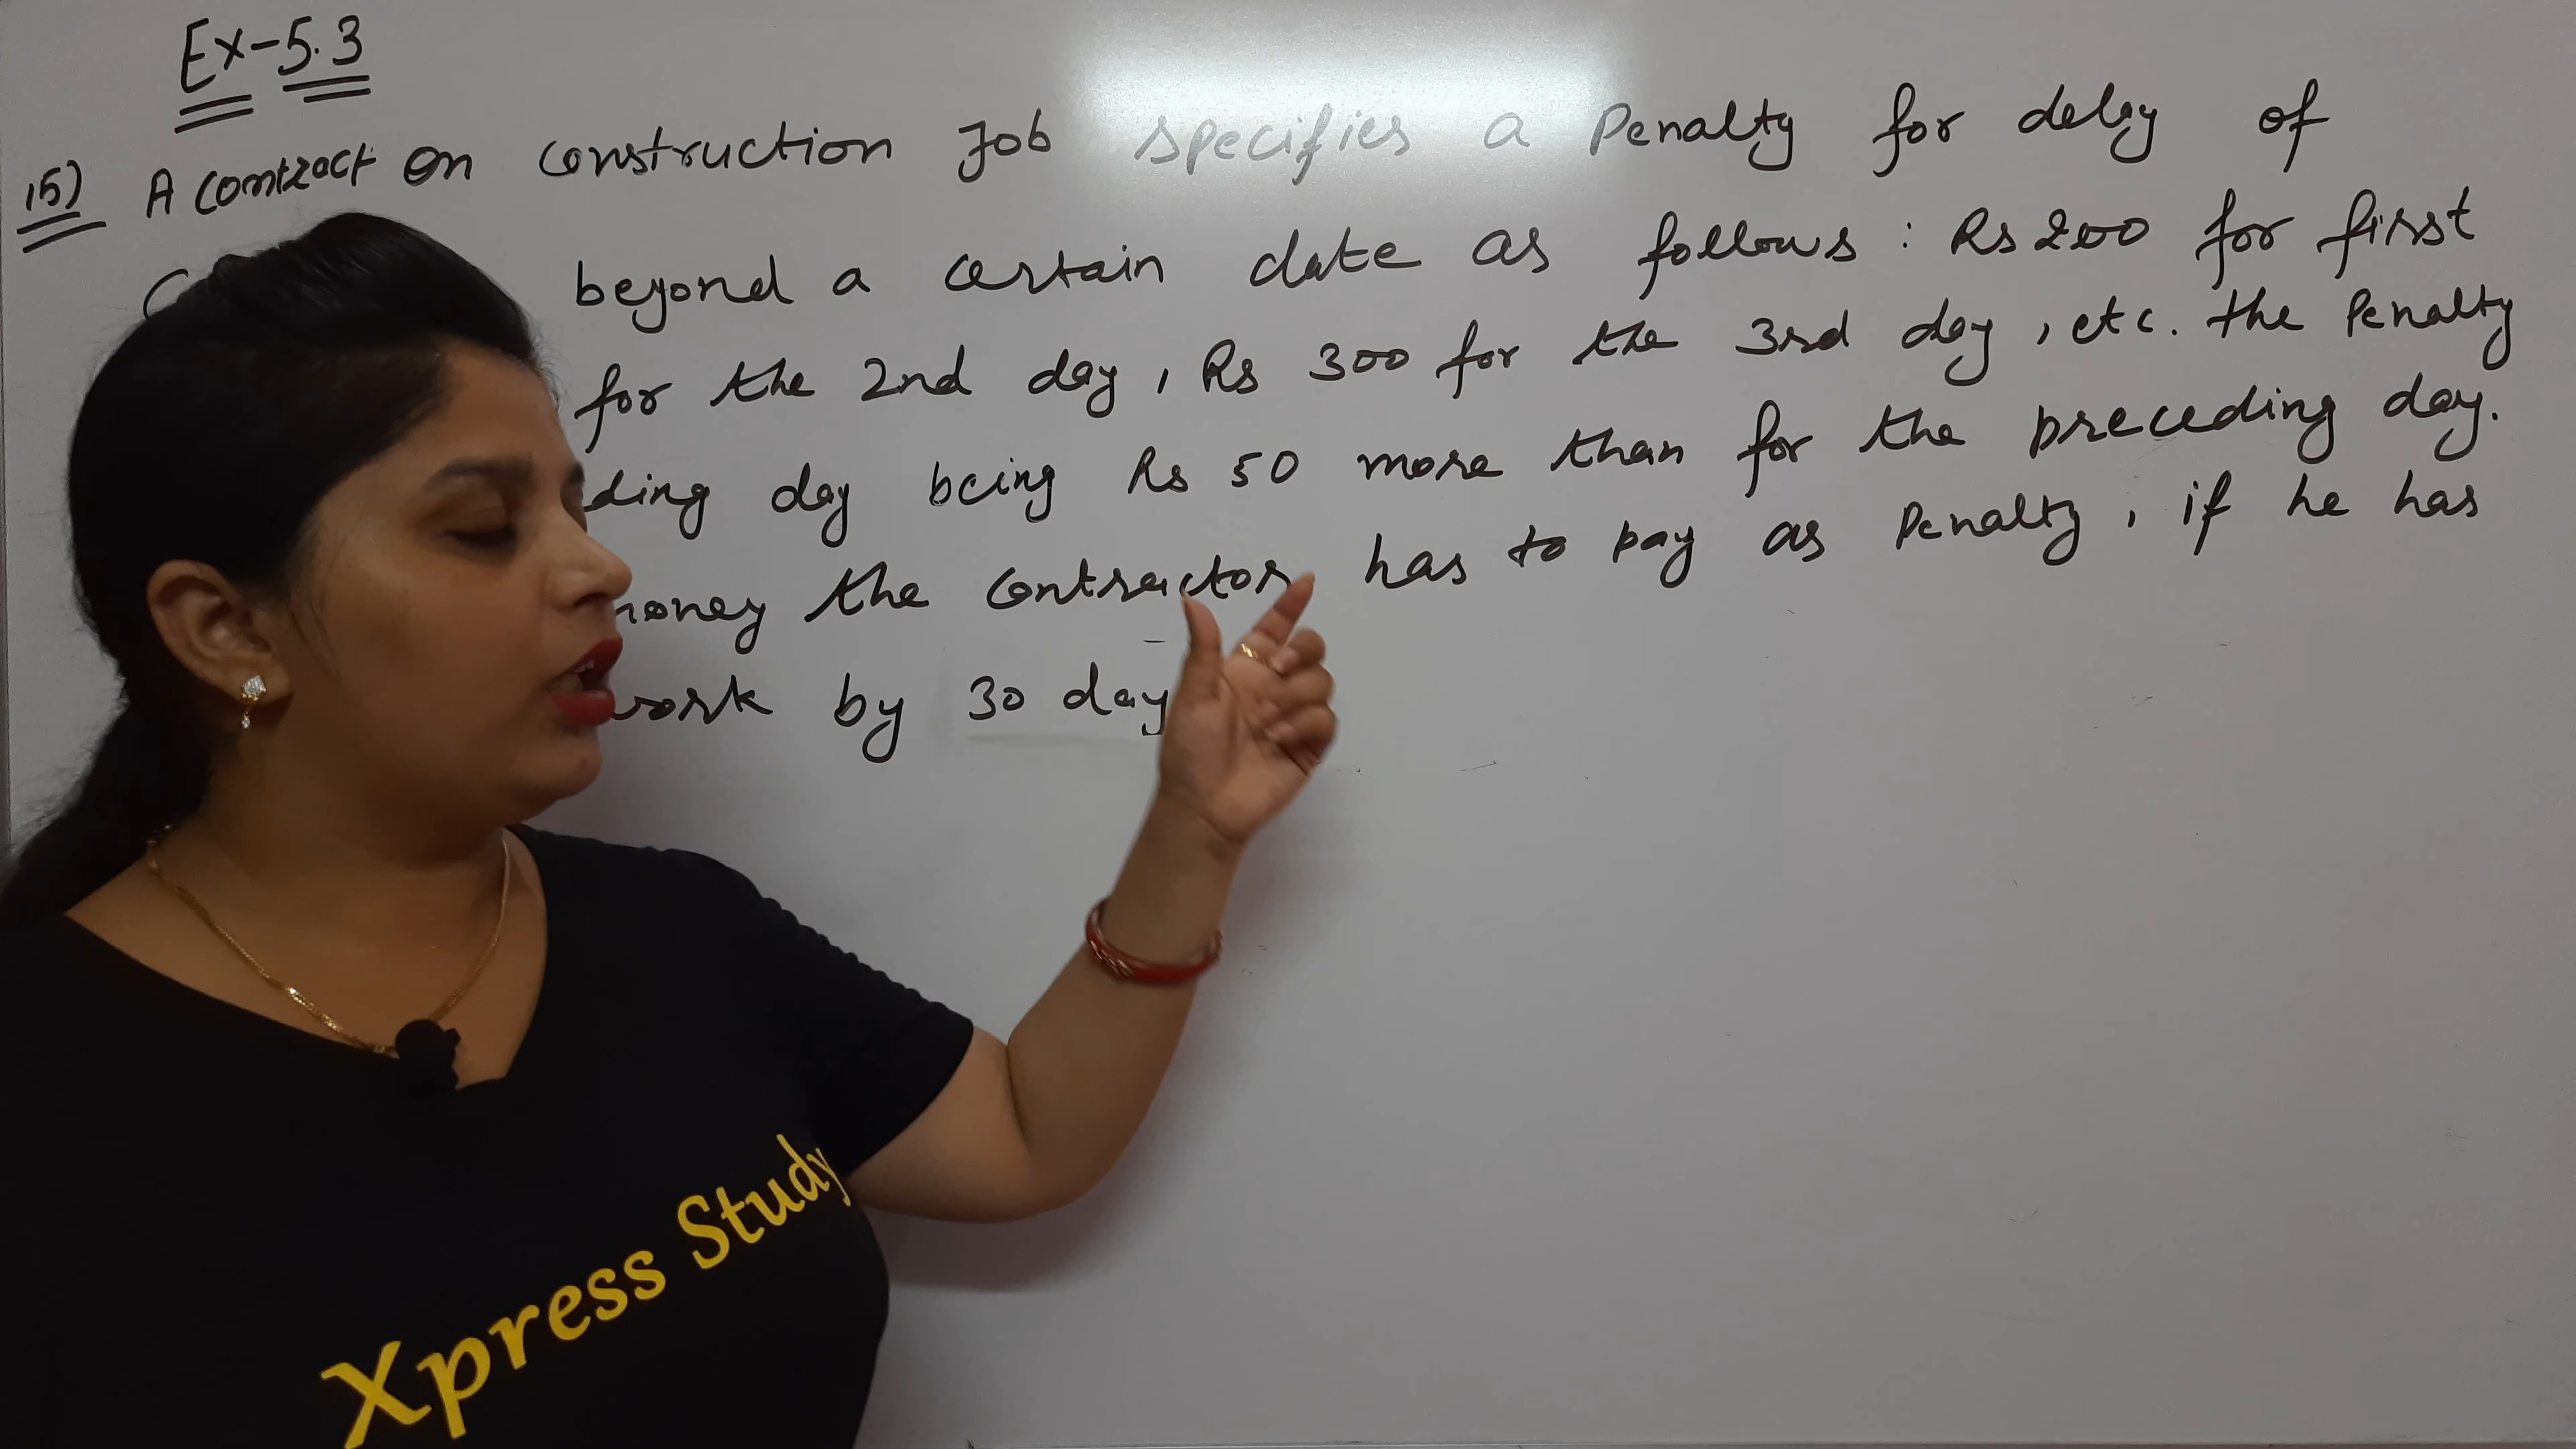 Ex-5.3
15) A contract on construction Job specifies a Penalty for delay of
beyond a certain date as follows : Rs 200 for first
for the 2nd day, Rs 300 for the 3rd day, etc. the Penalty
ding day being Rs 50 more than for the preceding day.
money the contractor has to pay as Penalty, if he has
work by 30 day
Xpress Study